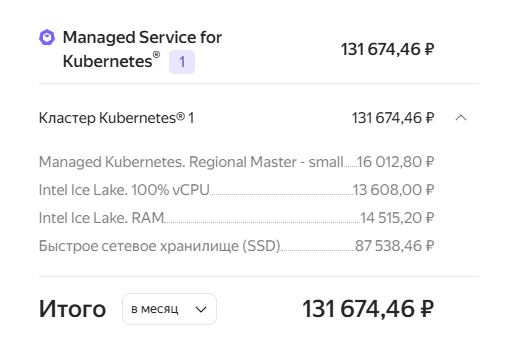 Managed Service for
Kubernetes® 1
131 674,46 ₽
Кластер Kubernetes® 1 131 674,46 ₽
Managed Kubernetes. Regional Master - small 16 012,80 ₽
Intel Ice Lake. 100% vCPU 13 608,00 ₽
Intel Ice Lake. RAM 14 515,20 ₽
Быстрое сетевое хранилище (SSD) 87 538,46 ₽
Итого в месяц 131 674,46 ₽